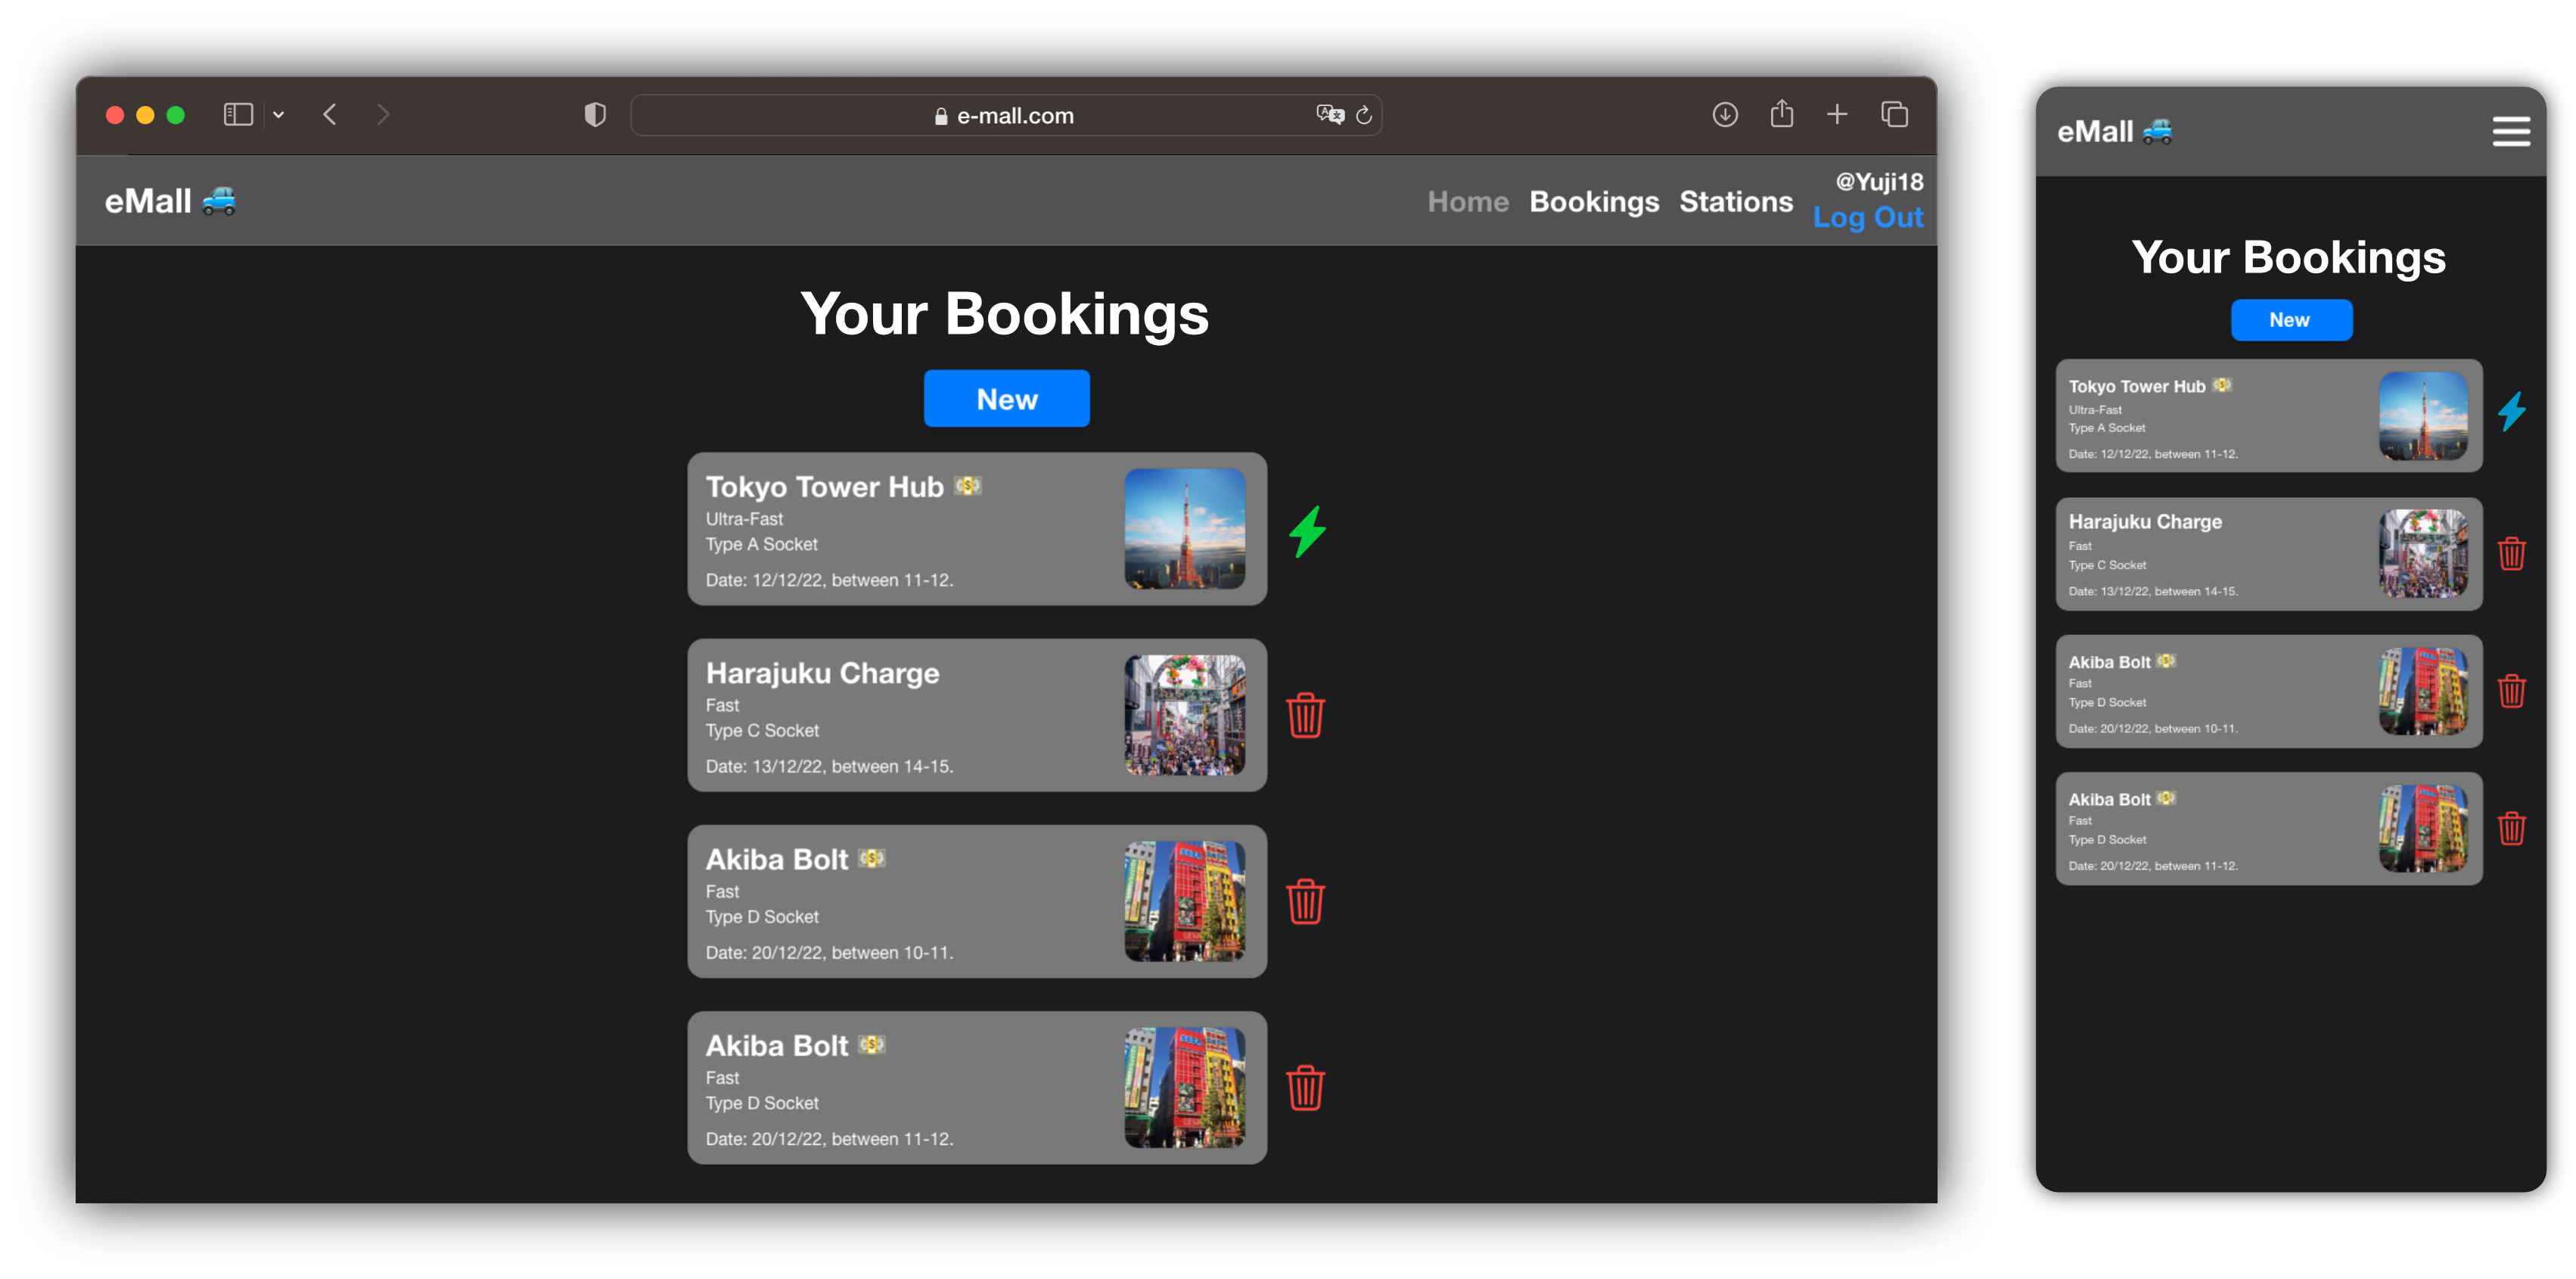 e-mall.com
eMall
Home Bookings Stations
@Yuji18
Log Out
Your Bookings
New
Tokyo Tower Hub
Ultra-Fast
Type A Socket
Date: 12/12/22, between 11-12.
Harajuku Charge
Fast
Type C Socket
Date: 13/12/22, between 14-15.
Akiba Bolt
Fast
Type D Socket
Date: 20/12/22, between 10-11.
Akiba Bolt
Fast
Type D Socket
Date: 20/12/22, between 11-12.
eMall
Your Bookings
New
Tokyo Tower Hub
Ultra-Fast
Type A Socket
Date: 12/12/22, between 11-12.
Harajuku Charge
Fast
Type C Socket
Date: 13/12/22, between 14-15.
Akiba Bolt
Fast
Type D Socket
Date: 20/12/22, between 10-11.
Akiba Bolt
Fast
Type D Socket
Date: 20/12/22, between 11-12.